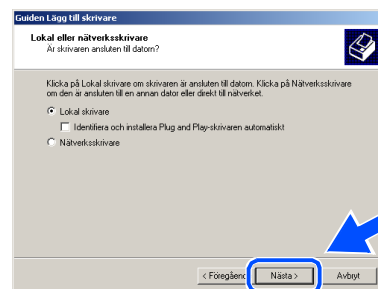 Guiden Lägg till skrivare
Lokal eller nätverksskrivare
Är skrivaren ansluten till datorn?
Klicka på Lokal skrivare om skrivaren är ansluten till datorn. Klicka på Nätverksskrivare
om den är ansluten till en annan dator eller direkt till nätverket.
Lokal skrivare
Identifiera och installera Plug and Play-skrivaren automatiskt
Nätverksskrivare
< Föregåenc
Nästa >
Avbryt